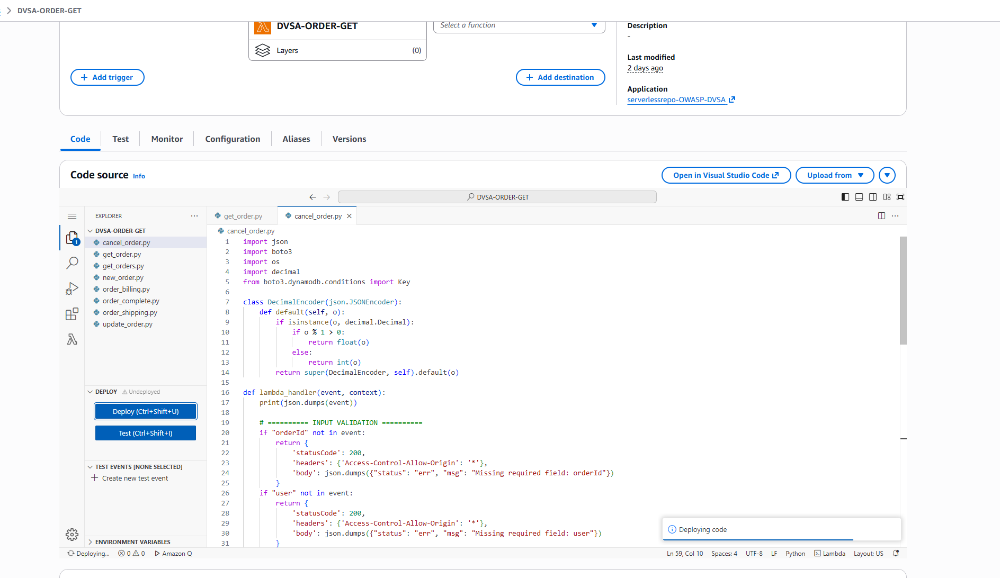 DVSA-ORDER-GET
DVSA-ORDER-GET
Layers
(0)
Select a function
Add trigger
Add destination
Description
-
Last modified
2 days ago
Application
serverlessrepo-OWASP-DVSA
Code
Test
Monitor
Configuration
Aliases
Versions
Code source Info
Open in Visual Studio Code
Upload from
DVSA-ORDER-GET
EXPLORER
DVSA-ORDER-GET
1
cancel_order.py
get_order.py
get_orders.py
new_order.py
order_billing.py
order_complete.py
order_shipping.py
update_order.py
DEPLOY Undeployed
Deploy (Ctrl+Shift+U)
Test (Ctrl+Shift+I)
TEST EVENTS [NONE SELECTED]
Create new test event
ENVIRONMENT VARIABLES
get_order.py
cancel_order.py
cancel_order.py
1 import json
2 import boto3
3 import os
4 import decimal
5 from boto3.dynamodb.conditions import Key
6
7 class DecimalEncoder(json.JSONEncoder):
8     def default(self, o):
9         if isinstance(o, decimal.Decimal):
10             if o % 1 > 0:
11                 return float(o)
12             else:
13                 return int(o)
14         return super(DecimalEncoder, self).default(o)
15
16 def lambda_handler(event, context):
17     print(json.dumps(event))
18
19     # ========== INPUT VALIDATION ==========
20     if "orderId" not in event:
21         return {
22             'statusCode': 200,
23             'headers': {'Access-Control-Allow-Origin': '*'},
24             'body': json.dumps({"status": "err", "msg": "Missing required field: orderId"})
25         }
26     if "user" not in event:
27         return {
28             'statusCode': 200,
29             'headers': {'Access-Control-Allow-Origin': '*'},
30             'body': json.dumps({"status": "err", "msg": "Missing required field: user"})
31         }
Deploying code
Deploying...
0 0
Amazon Q
Ln 59, Col 10
Spaces: 4
UTF-8
LF
Python
Lambda
Layout: US